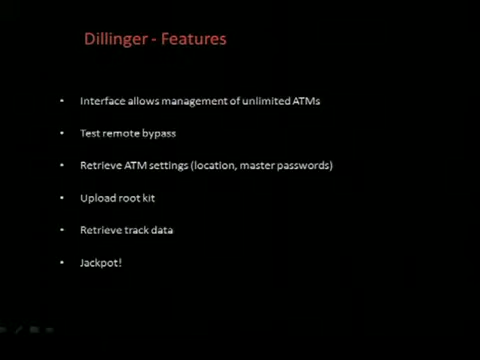 Dillinger - Features
• Interface allows management of unlimited ATMs
• Test remote bypass
• Retrieve ATM settings (location, master passwords)
• Upload root kit
• Retrieve track data
• Jackpot!